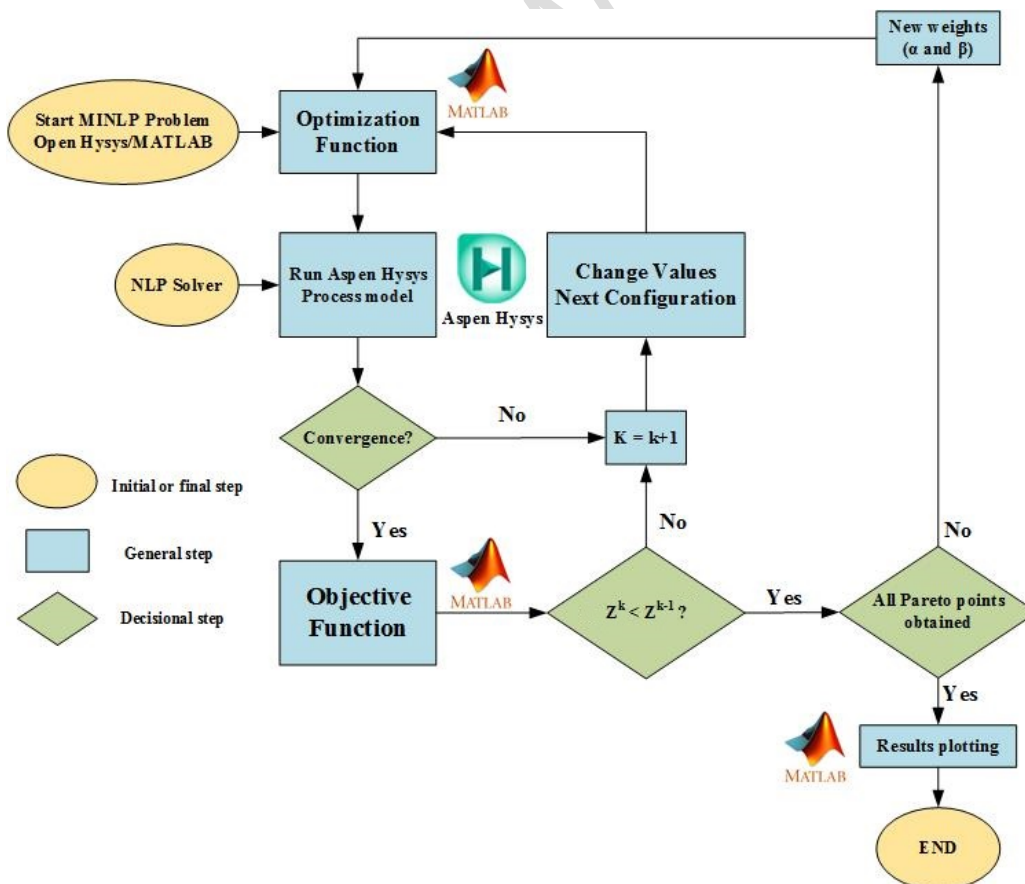 New weights
(α and β)
MATLAB
Start MINLP Problem
Open Hysys/MATLAB
Optimization
Function
NLP Solver
Run Aspen Hysys
Process model
Aspen Hysys
Change Values
Next Configuration
Convergence?
No
K = k+1
Initial or final step
Yes
No
No
General step
Objective
Function
MATLAB
Z^k < Z^k-1 ?
Yes
All Pareto points
obtained
Decisional step
Yes
MATLAB
Results plotting
END